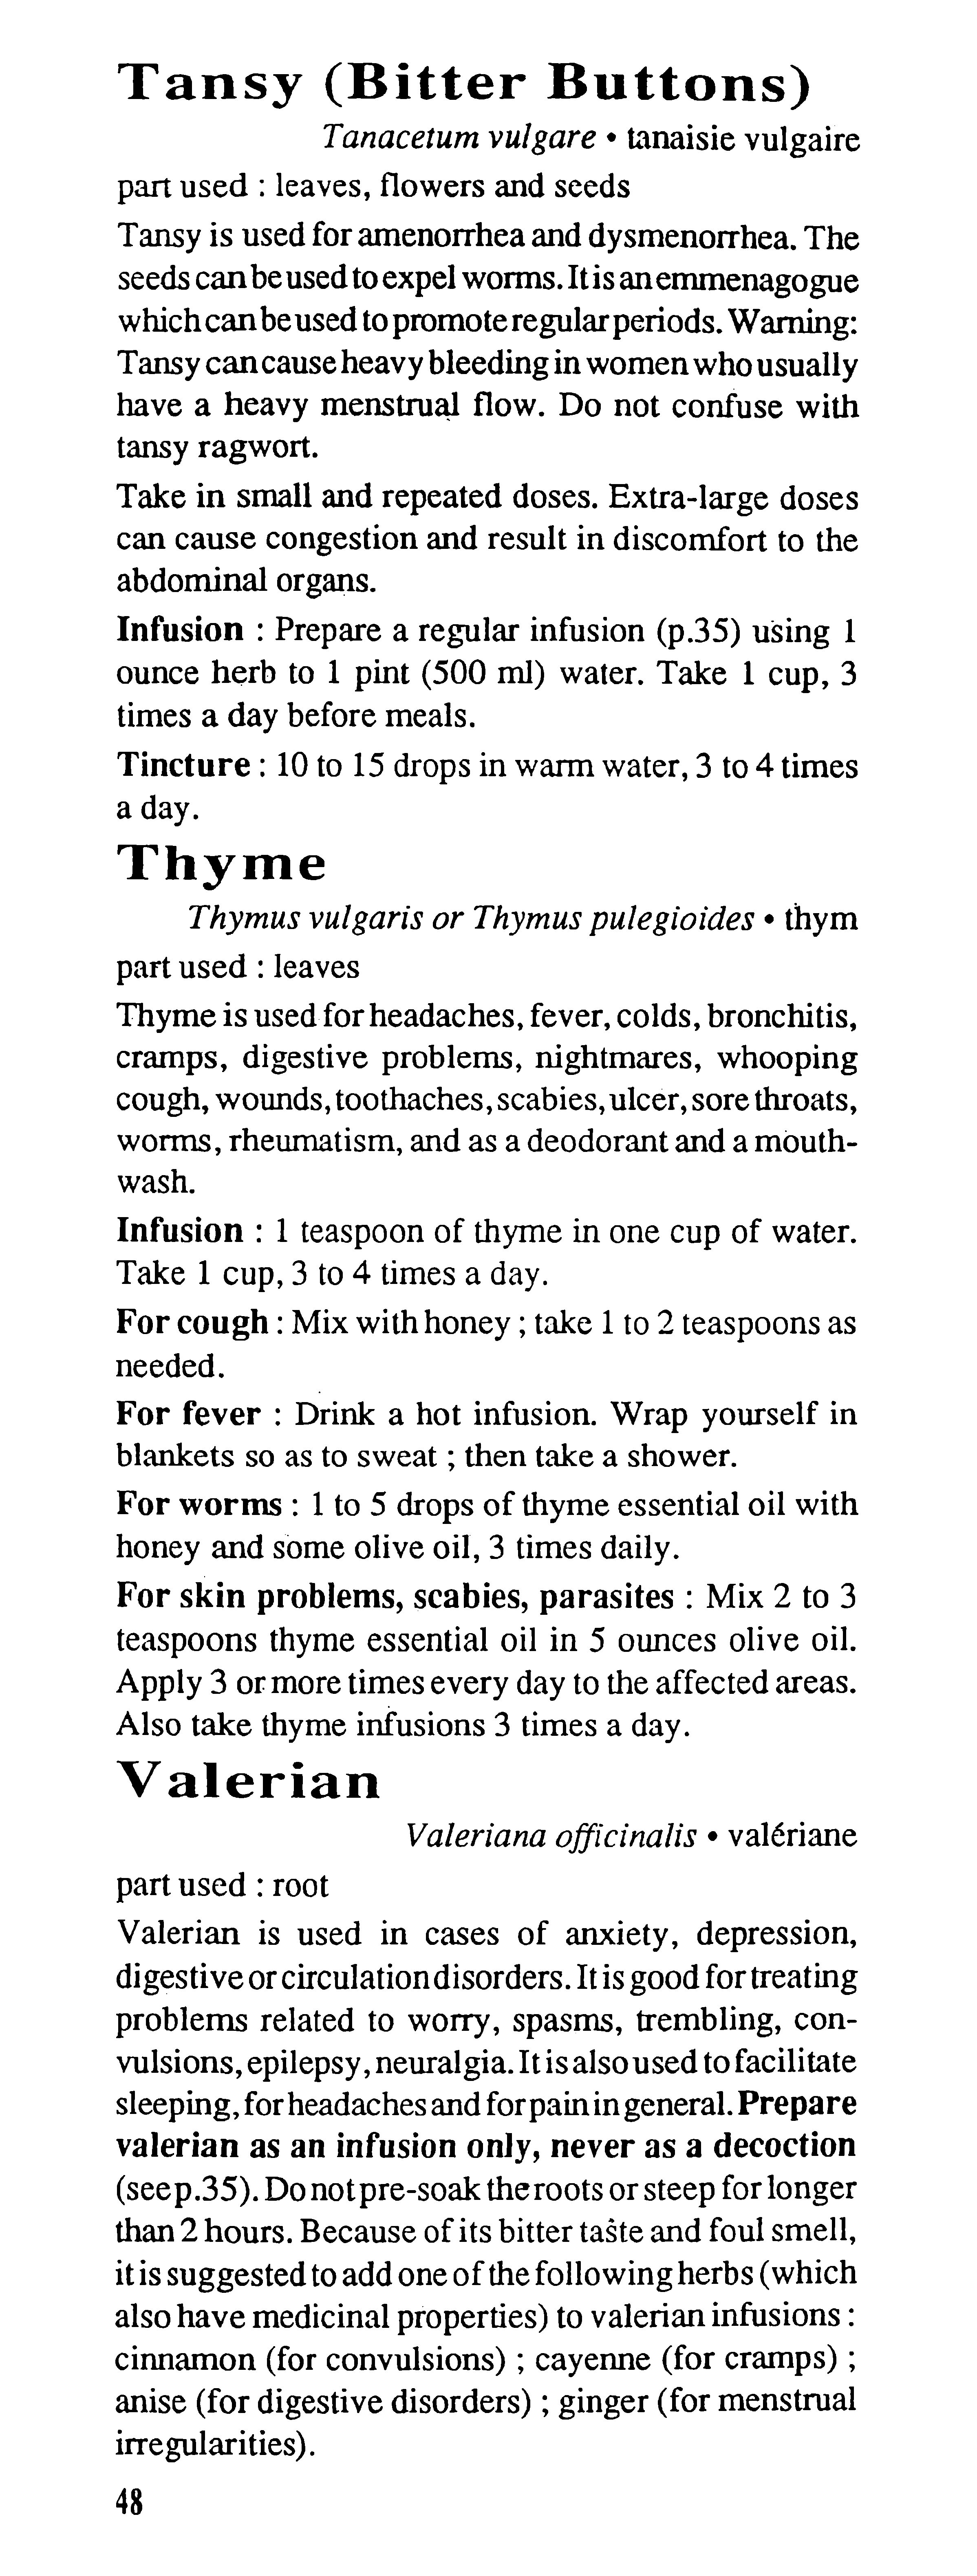 Tansy (Bitter Buttons)
Tanacetum vulgare • tanaisie vulgaire
part used : leaves, flowers and seeds
Tansy is used for amenorrhea and dysmenorrhea. The
seeds can be used to expel worms. It is an emmenagogue
which can be used to promote regular periods. Warning:
Tansy can cause heavy bleeding in women who usually
have a heavy menstrual flow. Do not confuse with
tansy ragwort.
Take in small and repeated doses. Extra-large doses
can cause congestion and result in discomfort to the
abdominal organs.
Infusion : Prepare a regular infusion (p.35) using 1
ounce herb to 1 pint (500 ml) water. Take 1 cup, 3
times a day before meals.
Tincture : 10 to 15 drops in warm water, 3 to 4 times
a day.
Thyme
Thymus vulgaris or Thymus pulegioides • thym
part used : leaves
Thyme is used for headaches, fever, colds, bronchitis,
cramps, digestive problems, nightmares, whooping
cough, wounds, toothaches, scabies, ulcer, sore throats,
worms, rheumatism, and as a deodorant and a mouth-
wash.
Infusion : 1 teaspoon of thyme in one cup of water.
Take 1 cup, 3 to 4 times a day.
For cough : Mix with honey ; take 1 to 2 teaspoons as
needed.
For fever : Drink a hot infusion. Wrap yourself in
blankets so as to sweat ; then take a shower.
For worms : 1 to 5 drops of thyme essential oil with
honey and some olive oil, 3 times daily.
For skin problems, scabies, parasites : Mix 2 to 3
teaspoons thyme essential oil in 5 ounces olive oil.
Apply 3 or more times every day to the affected areas.
Also take thyme infusions 3 times a day.
Valerian
Valeriana officinalis • valériane
part used : root
Valerian is used in cases of anxiety, depression,
digestive or circulation disorders. It is good for treating
problems related to worry, spasms, trembling, con-
vulsions, epilepsy, neuralgia. It is also used to facilitate
sleeping, for headaches and for pain in general. Prepare
valerian as an infusion only, never as a decoction
(see p.35). Do not pre-soak the roots or steep for longer
than 2 hours. Because of its bitter taste and foul smell,
it is suggested to add one of the following herbs (which
also have medicinal properties) to valerian infusions :
cinnamon (for convulsions) ; cayenne (for cramps) ;
anise (for digestive disorders) ; ginger (for menstrual
irregularities).
48